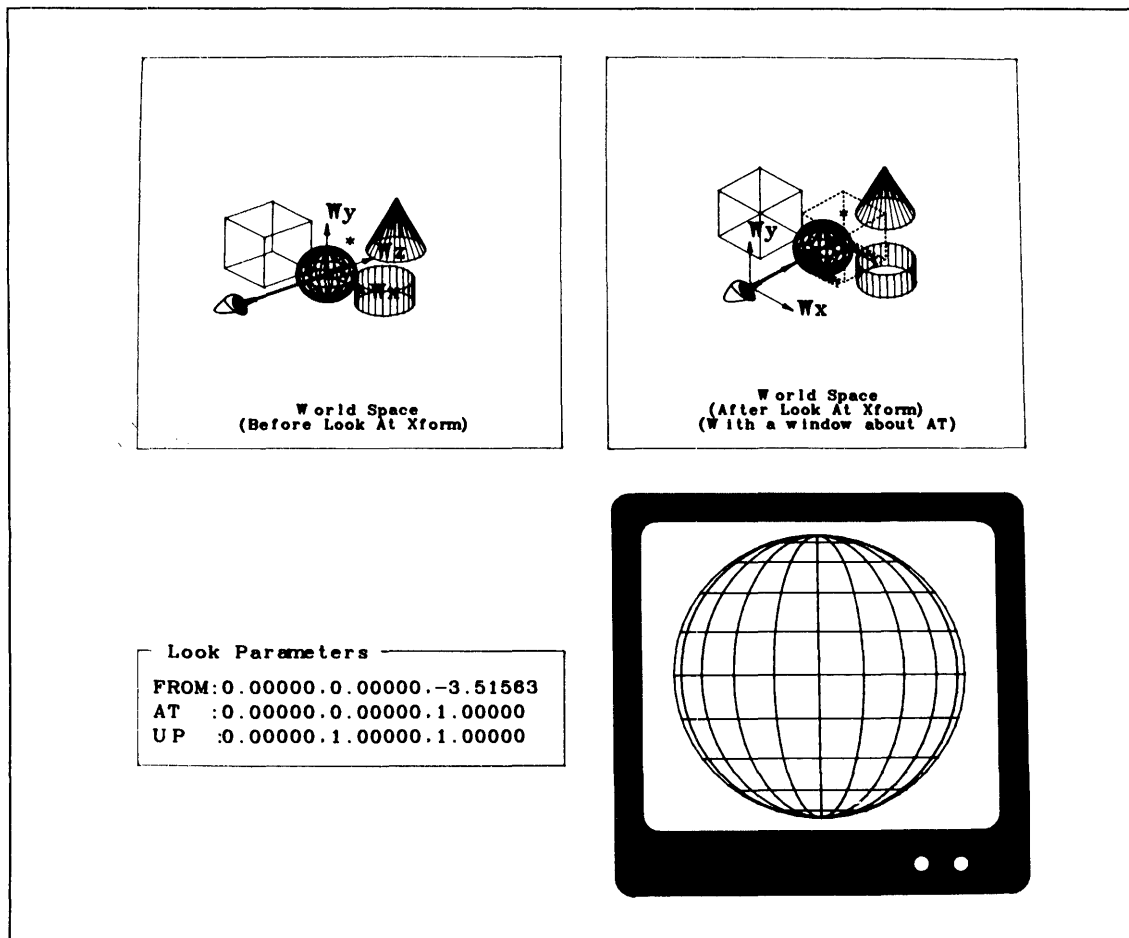 Wy
*
Wz
Wx
World Space
(Before Look At Xform)
*
Wy
Wx
World Space
(After Look At Xform)
(With a window about AT)
Look Parameters
FROM:0.00000,0.00000,-3.51563
AT :0.00000,0.00000,1.00000
UP :0.00000,1.00000,1.00000